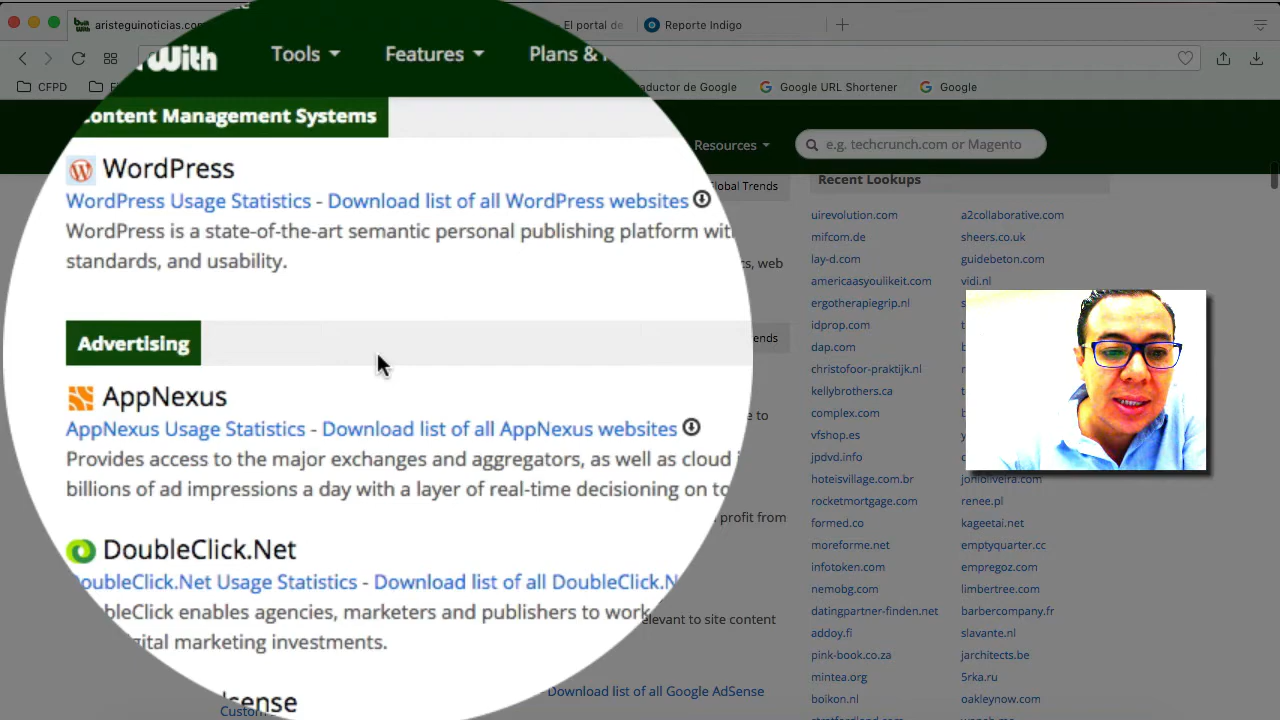 aristeguinoticias.co
El portal de
Reporte Indigo
CFPD
ductor de Google
Google URL Shortener
Google
With
Tools
Features
Plans &
Resources
e.g. techcrunch.com or Magento
ontent Management Systems
WordPress
WordPress Usage Statistics - Download list of all WordPress websites
WordPress is a state-of-the-art semantic personal publishing platform
standards, and usability.
Advertising
AppNexus
AppNexus Usage Statistics - Download list of all AppNexus websites
Provides access to the major exchanges and aggregators, as well as cloud
billions of ad impressions a day with a layer of real-time decisioning on
DoubleClick.Net
DoubleClick.Net Usage Statistics - Download list of all DoubleClick.N
bleClick enables agencies, marketers and publishers to work
gital marketing investments.
sense
Custom
lobal Trends
cs, web
ends
e to
profit from
elevant to site content
- Download list of all Google AdSense
Recent Lookups
uirevolution.com a2collaborative.com
mifcom.de sheers.co.uk
lay-d.com guidebeton.com
americaasyoulikeit.com vidi.nl
ergotherapiegrip.nl
idprop.com
dap.com
christofoor-praktijk.nl
kellybrothers.ca
complex.com
vfshop.es
jpdvd.info
hoteisvillage.com.br jonioliveira.com
rocketmortgage.com renee.pl
formed.co kageetai.net
moreforme.net emptyquarter.cc
infotoken.com empregoz.com
nemobg.com limbertree.com
datingpartner-finden.net barbercompany.fr
addoy.fi slavante.nl
pink-book.co.za jarchitects.be
mintea.org 5rka.ru
boikon.nl oakleynow.com